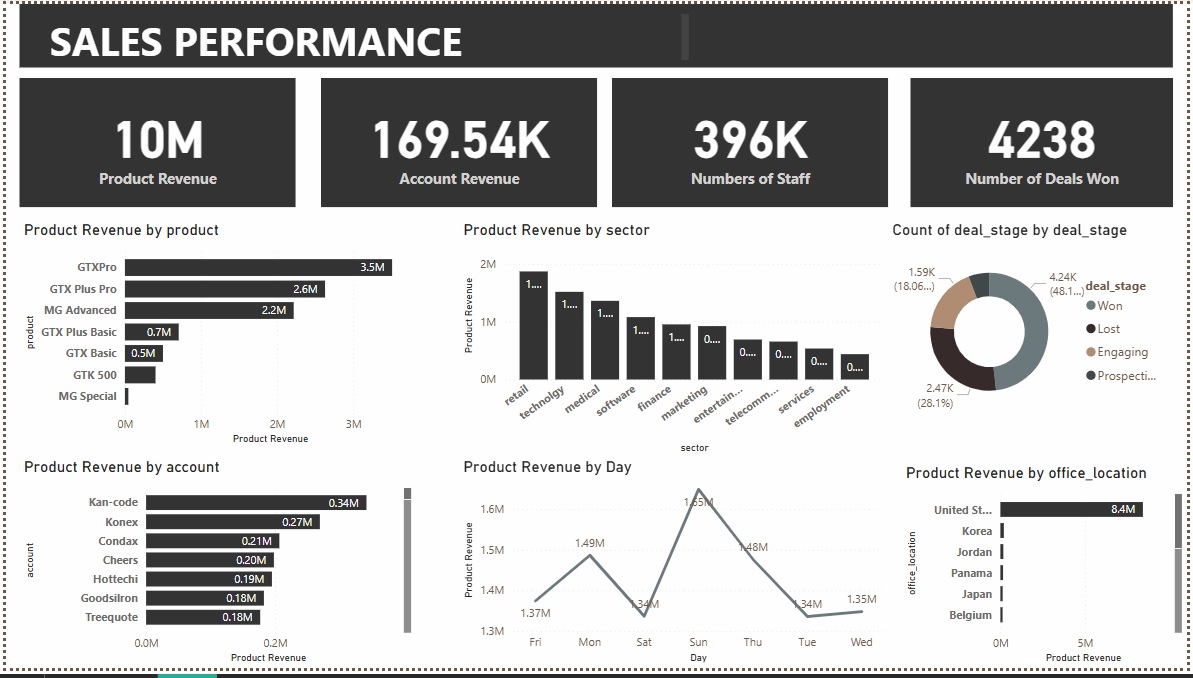 SALES PERFORMANCE
10M
Product Revenue
169.54K
Account Revenue
396K
Numbers of Staff
4238
Number of Deals Won
Product Revenue by product
product
GTXPro
3.5M
GTX Plus Pro
2.6M
MG Advanced
2.2M
GTX Plus Basic
0.7M
GTX Basic
0.5M
GTK 500
MG Special
0M 1M 2M 3M
Product Revenue
Product Revenue by sector
Product Revenue
2M
1M
0M
1.... 1.... 1.... 1.... 1.... 0.... 0.... 0.... 0.... 0....
retail technolgy medical software finance marketing entertain... telecomm... services employment
sector
Count of deal_stage by deal_stage
1.59K
(18.06...)
4.24K
(48.1...)
2.47K
(28.1%)
deal_stage
Won
Lost
Engaging
Prospecti...
Product Revenue by account
account
Kan-code
0.34M
Konex
0.27M
Condax
0.21M
Cheers
0.20M
Hottechi
0.19M
Goodsilron
0.18M
Treequote
0.18M
0.0M 0.2M
Product Revenue
Product Revenue by Day
Product Revenue
1.6M
1.5M
1.4M
1.3M
1.37M
1.49M
1.34M
1.65M
1.48M
1.34M
1.35M
Fri Mon Sat Sun Thu Tue Wed
Day
Product Revenue by office_location
office_location
United St...
8.4M
Korea
Jordan
Panama
Japan
Belgium
0M 5M
Product Revenue